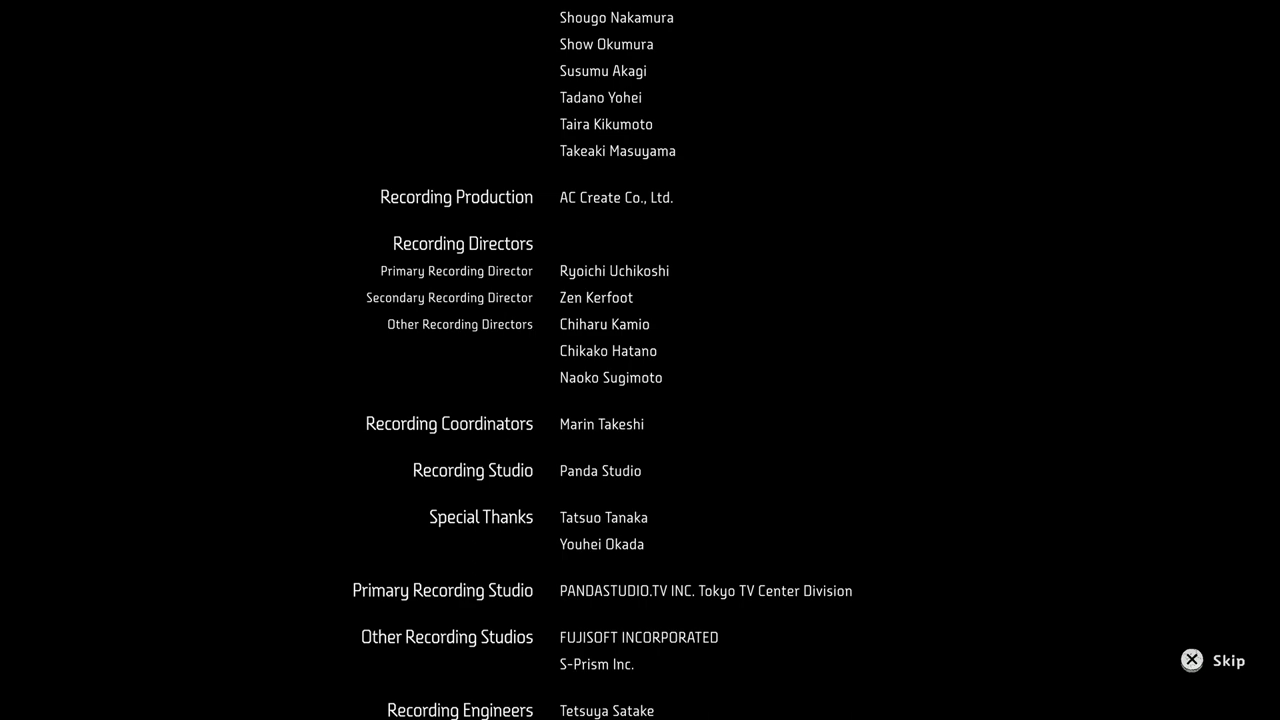 Shougo Nakamura
Show Okumura
Susumu Akagi
Tadano Yohei
Taira Kikumoto
Takeaki Masuyama
Recording Production AC Create Co., Ltd.
Recording Directors
Primary Recording Director Ryoichi Uchikoshi
Secondary Recording Director Zen Kerfoot
Other Recording Directors Chiharu Kamio
Chikako Hatano
Naoko Sugimoto
Recording Coordinators Marin Takeshi
Recording Studio Panda Studio
Special Thanks Tatsuo Tanaka
Youhei Okada
Primary Recording Studio PANDASTUDIO.TV INC. Tokyo TV Center Division
Other Recording Studios FUJISOFT INCORPORATED
S-Prism Inc.
Skip
Recording Engineers Tetsuya Satake